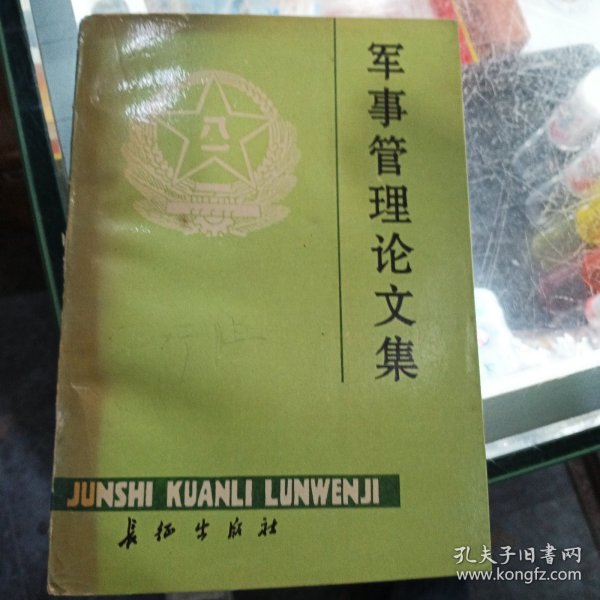 军事管理论文集
八一
JUNSHI KUANLI LUNWENJI
长征出版社
孔夫子旧书网
www.kongfz.com